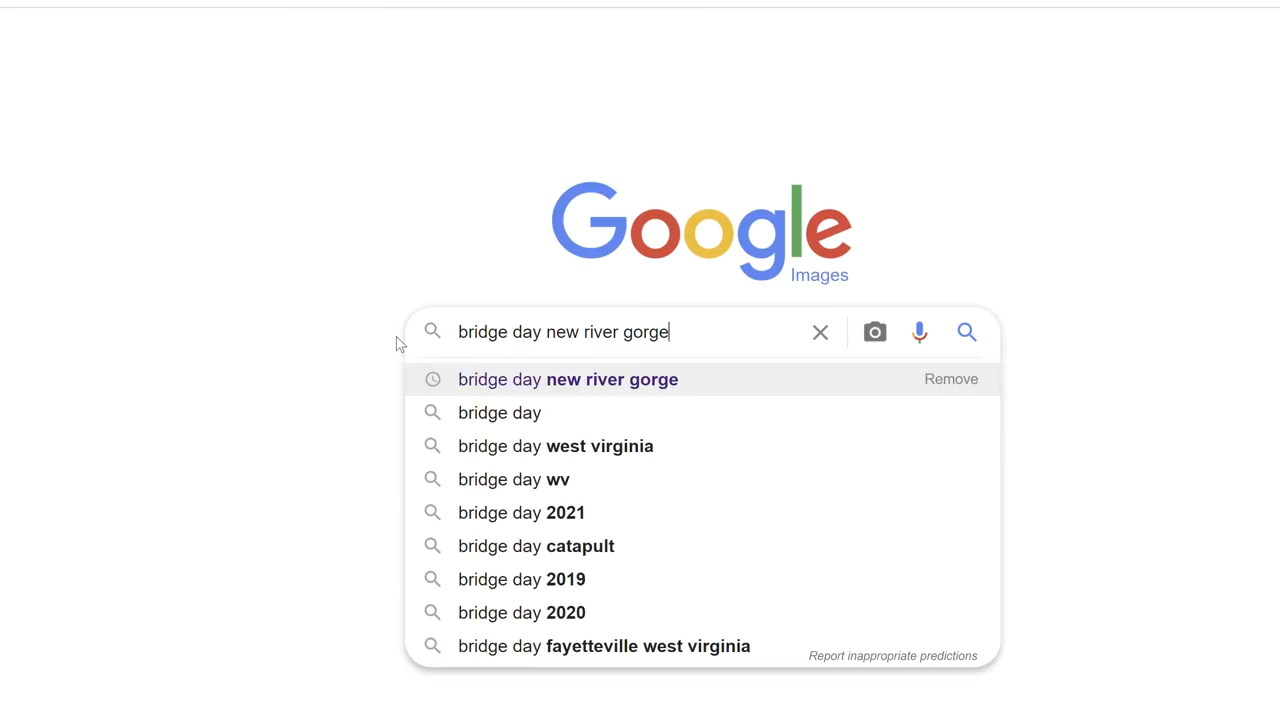 Google
Images
bridge day new river gorge
bridge day new river gorge Remove
bridge day
bridge day west virginia
bridge day wv
bridge day 2021
bridge day catapult
bridge day 2019
bridge day 2020
bridge day fayetteville west virginia
Report inappropriate predictions